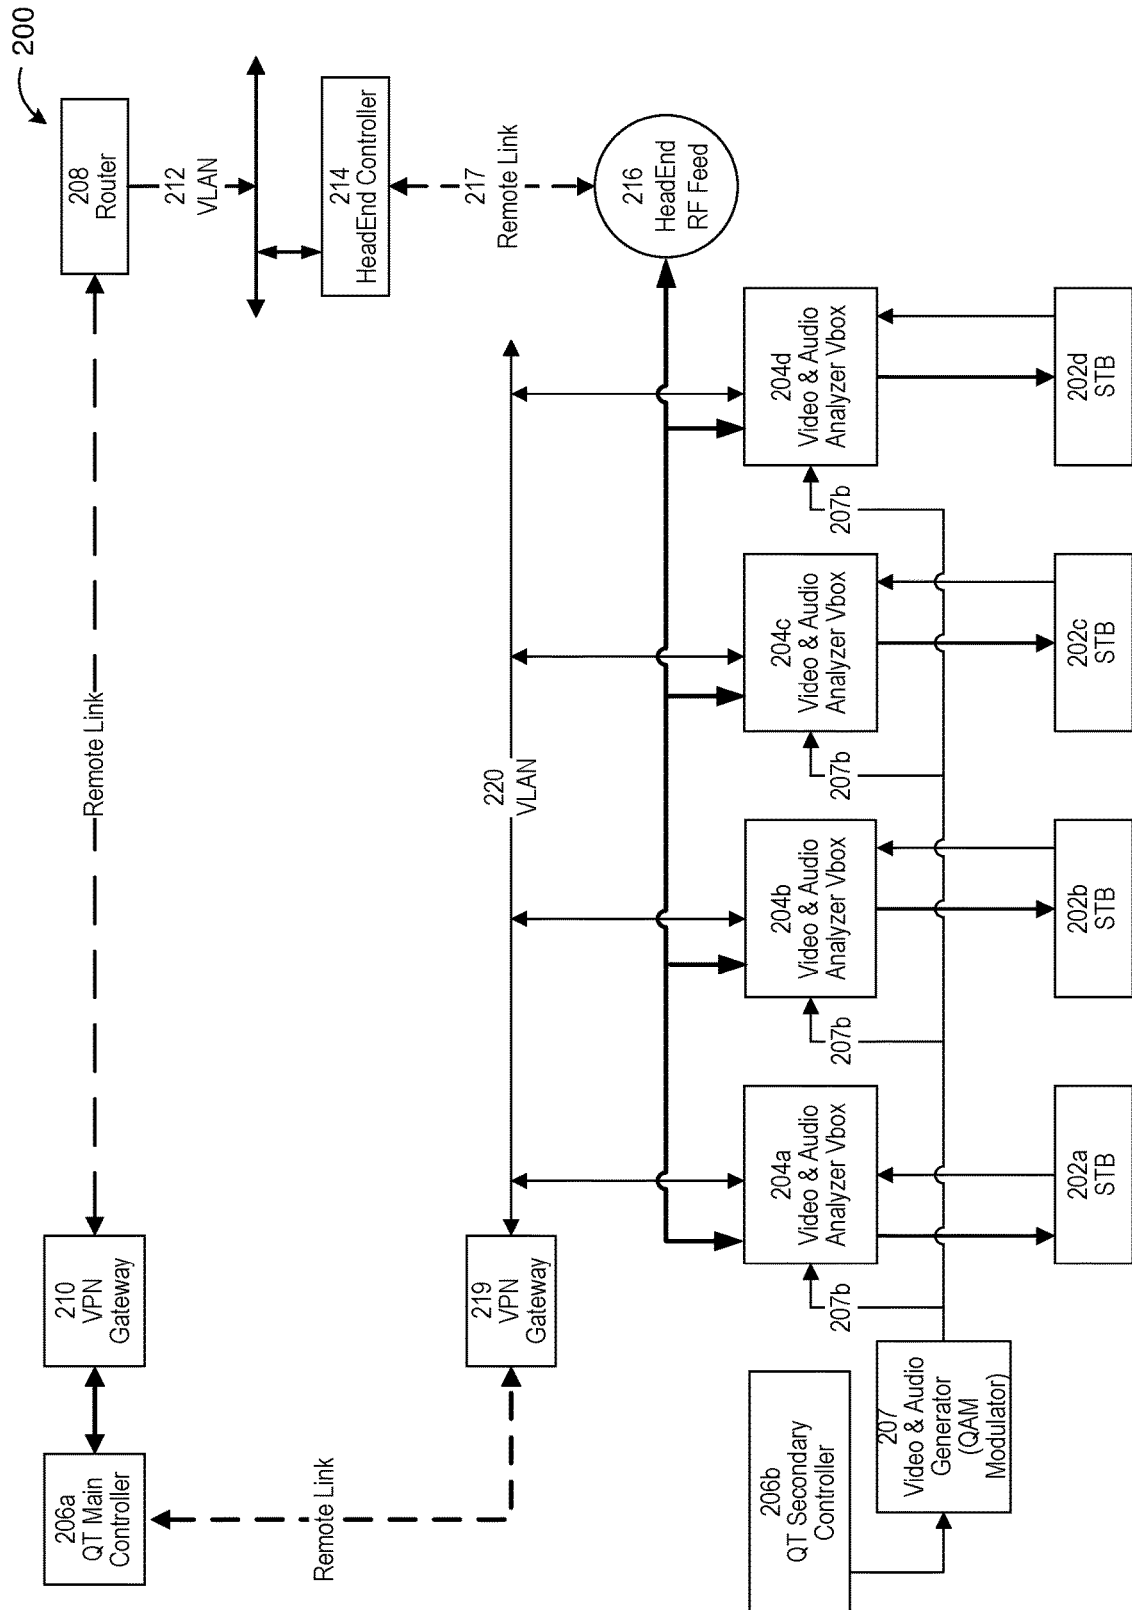 200
206a
QT Main
Controller
210
VPN
Gateway
Remote Link
208
Router
212
VLAN
214
HeadEnd Controller
217
Remote Link
216
HeadEnd
RF Feed
Remote Link
219
VPN
Gateway
220
VLAN
204a
Video & Audio
Analyzer Vbox
204b
Video & Audio
Analyzer Vbox
204c
Video & Audio
Analyzer Vbox
204d
Video & Audio
Analyzer Vbox
207b
207b
207b
207b
206b
QT Secondary
Controller
207
Video & Audio
Generator
(QAM
Modulator)
202a
STB
202b
STB
202c
STB
202d
STB